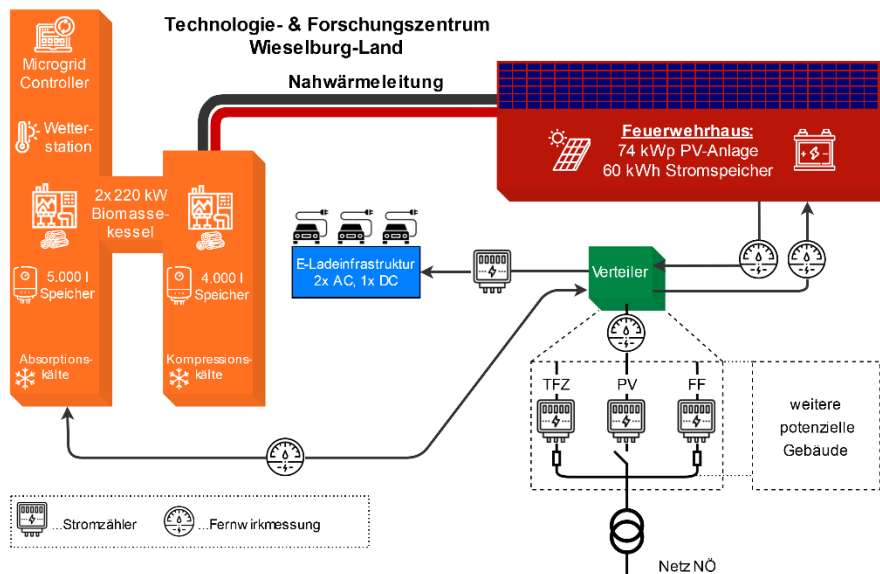 Technologie- & Forschungszentrum
Wieselburg-Land
Nahwärmeleitung
Microgrid
Controller
Wetter-
station
2x 220 kW
Biomasse-
kessel
5.000 l
Speicher
4.000 l
Speicher
Absorptions-
kälte
Kompressions-
kälte
Feuerwehrhaus:
74 kWp PV-Anlage
60 kWh Stromspeicher
E-Ladeinfrastruktur
2x AC, 1x DC
Verteiler
TFZ
PV
FF
weitere
potenzielle
Gebäude
...Stromzähler
...Fernwirkmessung
Netz NÖ